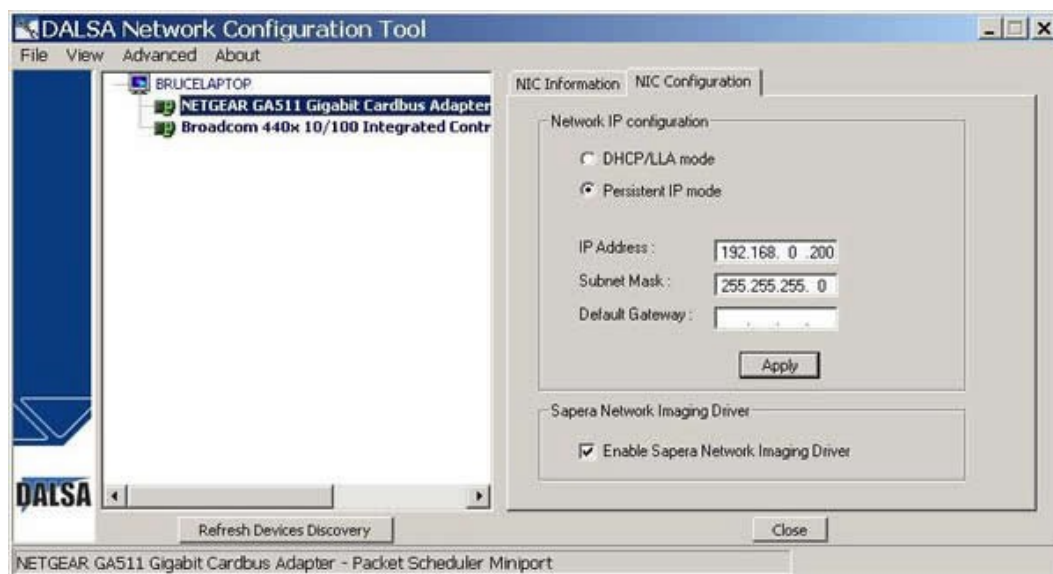 DALSA Network Configuration Tool
File View Advanced About
BRUCELAPTOP
NETGEAR GA511 Gigabit Cardbus Adapter
Broadcom 440x 10/100 Integrated Contr
NIC Information NIC Configuration
Network IP configuration
DHCP/LLA mode
Persistent IP mode
IP Address : 192.168. 0 .200
Subnet Mask : 255.255.255. 0
Default Gateway : . . .
Apply
Sapera Network Imaging Driver
Enable Sapera Network Imaging Driver
DALSA
Refresh Devices Discovery
Close
NETGEAR GA511 Gigabit Cardbus Adapter - Packet Scheduler Miniport